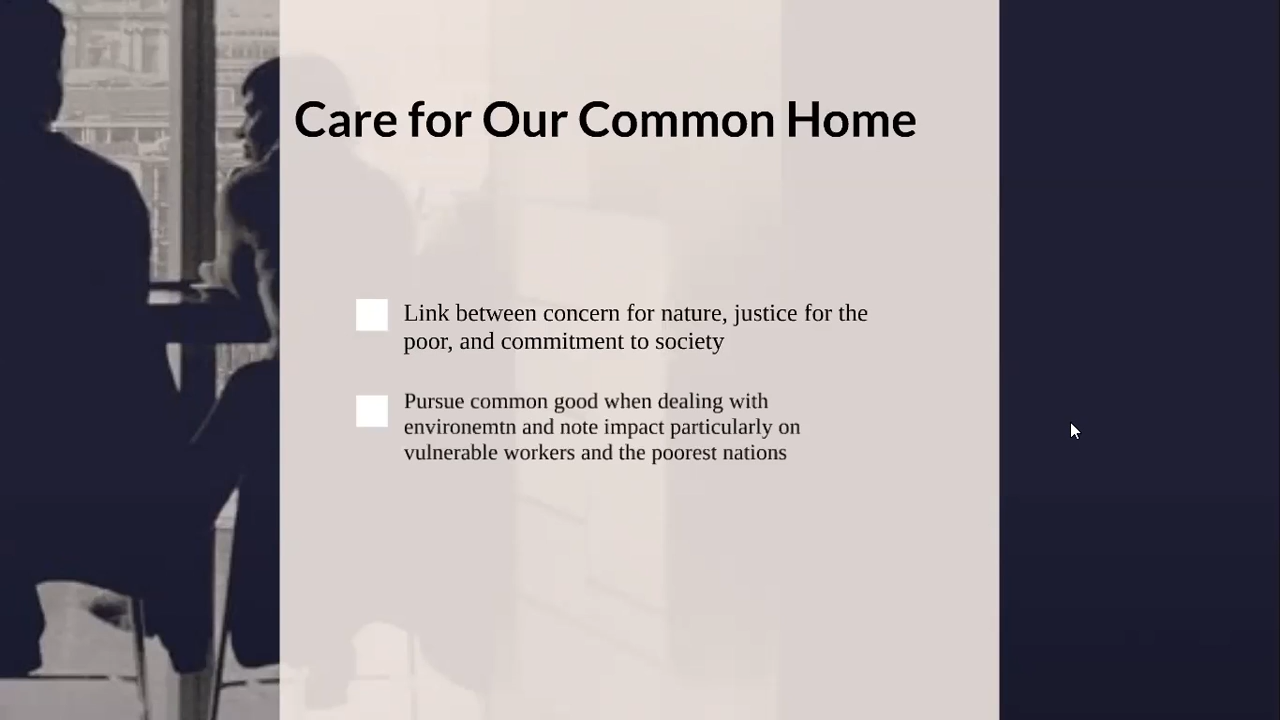 Care for Our Common Home
Link between concern for nature, justice for the
poor, and commitment to society
Pursue common good when dealing with
environemtn and note impact particularly on
vulnerable workers and the poorest nations